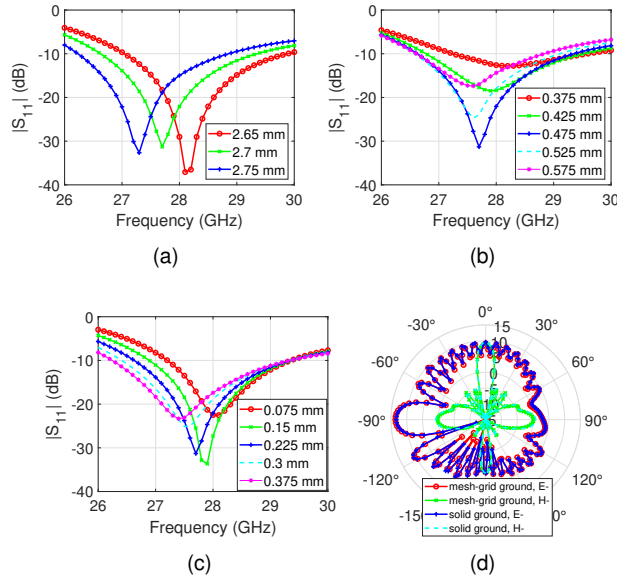 0
-10
-20
-30
-40
|S11| (dB)
26 27 28 29 30
Frequency (GHz)
2.65 mm
2.7 mm
2.75 mm
(a)
0
-10
-20
-30
-40
|S11| (dB)
26 27 28 29 30
Frequency (GHz)
0.375 mm
0.425 mm
0.475 mm
0.525 mm
0.575 mm
(b)
0
-10
-20
-30
-40
|S11| (dB)
26 27 28 29 30
Frequency (GHz)
0.075 mm
0.15 mm
0.225 mm
0.3 mm
0.375 mm
(c)
0°
-30° 15 30°
10
-60° 60°
-90° 90°
-120° 120°
mesh-grid ground, E-
mesh-grid ground, H-
solid ground, E-
solid ground, H-
(d)